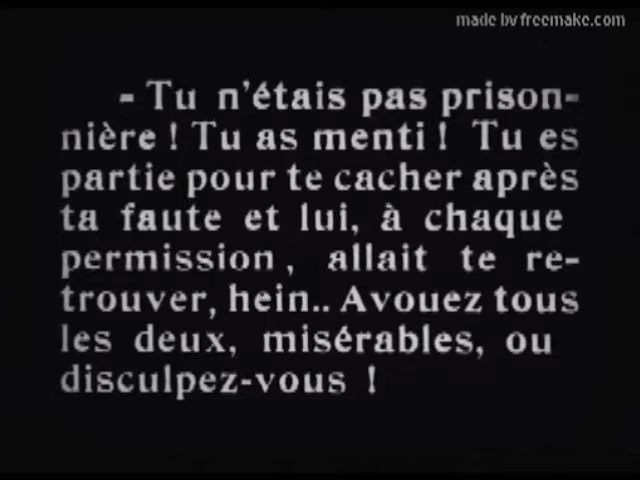 made by freemake.com
- Tu n'étais pas prison-
nière ! Tu as menti ! Tu es
partie pour te cacher après
ta faute et lui, à chaque
permission, allait te re-
trouver, hein.. Avouez tous
les deux, misérables, ou
disculpez-vous !